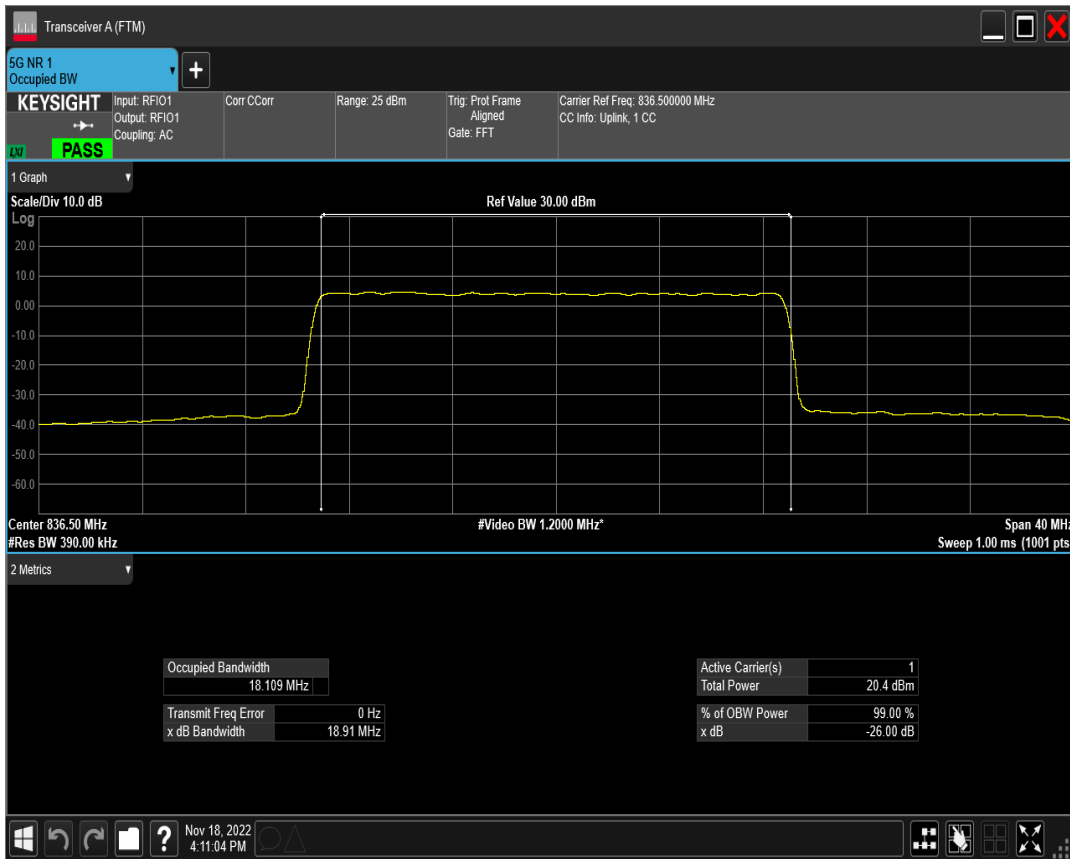 Transceiver A (FTM)
5G NR 1
Occupied BW
+
KEYSIGHT
LXI
PASS
Input: RFIO1
Output: RFIO1
Coupling: AC
Corr CCorr
Range: 25 dBm
Trig: Prot Frame
Aligned
Gate: FFT
Carrier Ref Freq: 836.500000 MHz
CC Info: Uplink, 1 CC
1 Graph
Scale/Div 10.0 dB
Ref Value 30.00 dBm
Log
20.0
10.0
0.00
-10.0
-20.0
-30.0
-40.0
-50.0
-60.0
Center 836.50 MHz
#Video BW 1.2000 MHz*
Span 40 MHz
#Res BW 390.00 kHz
Sweep 1.00 ms (1001 pts
2 Metrics
Occupied Bandwidth
18.109 MHz
Transmit Freq Error 0 Hz
x dB Bandwidth 18.91 MHz
Active Carrier(s) 1
Total Power 20.4 dBm
% of OBW Power 99.00 %
x dB -26.00 dB
?
Nov 18, 2022
4:11:04 PM